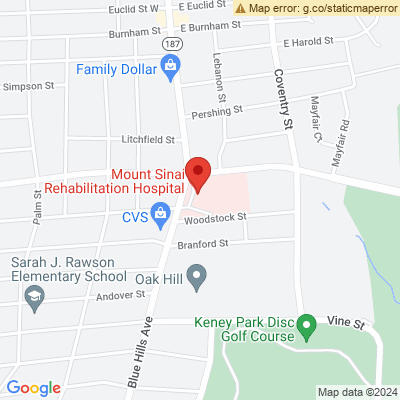 Euclid St W
E Euclid St
Map error: g.co/staticmaperror
Burnham St
E Burnham St
187
E Harold St
Family Dollar
Lebanon St
Simpson St
Coventry St
Pershing St
Mayfair Ct
Mayfair Rd
Litchfield St
Mount Sinai
Rehabilitation Hospital
Palm St
CVS
Woodstock St
Branford St
Sarah J. Rawson
Elementary School
Oak Hill
Andover St
Blue Hills Ave
Keney Park Disc
Golf Course
Vine St
Google
Map data ©2024